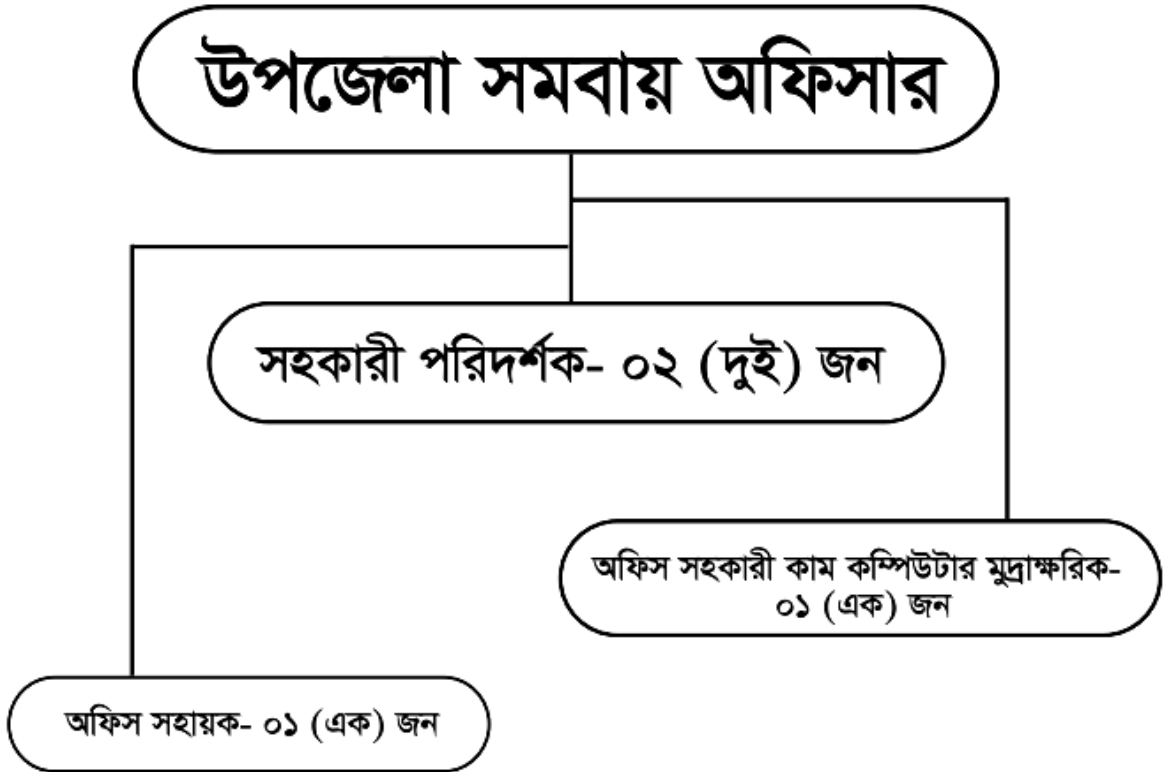 উপজেলা সমবায় অফিসার
সহকারী পরিদর্শক- ০২ (দুই) জন
অফিস সহকারী কাম কম্পিউটার মুদ্রাক্ষরিক-
০১ (এক) জন
অফিস সহায়ক- ০১ (এক) জন